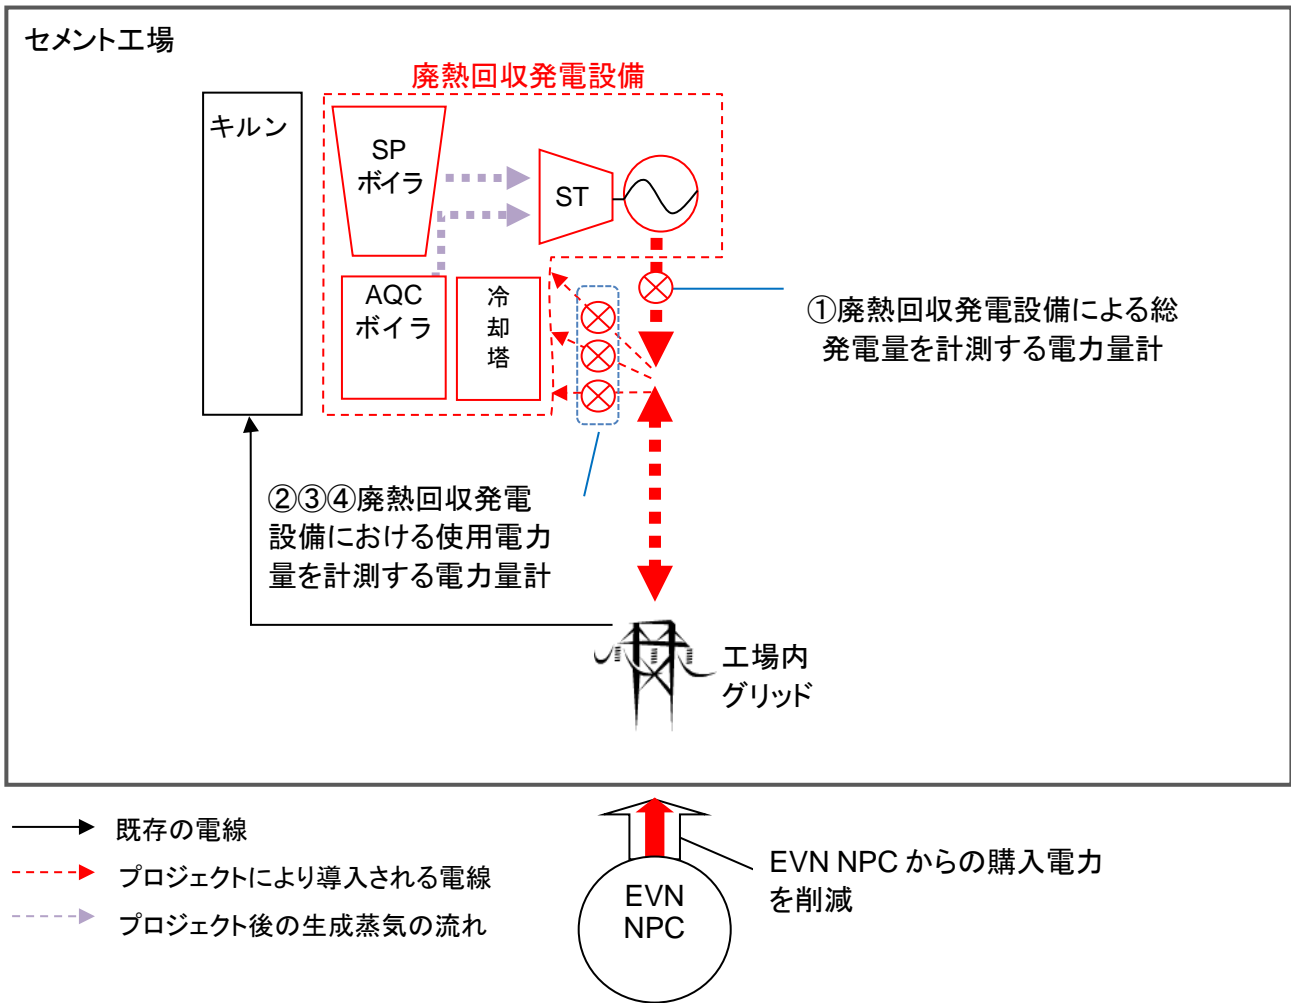 セメント工場
廃熱回収発電設備
キルン
SP
ボイラ
ST
AQC
ボイラ
冷
却
塔
①廃熱回収発電設備による総
発電量を計測する電力量計
②③④廃熱回収発電
設備における使用電力
量を計測する電力量計
工場内
グリッド
既存の電線
プロジェクトにより導入される電線
プロジェクト後の生成蒸気の流れ
EVN
NPC
EVN NPC からの購入電力
を削減